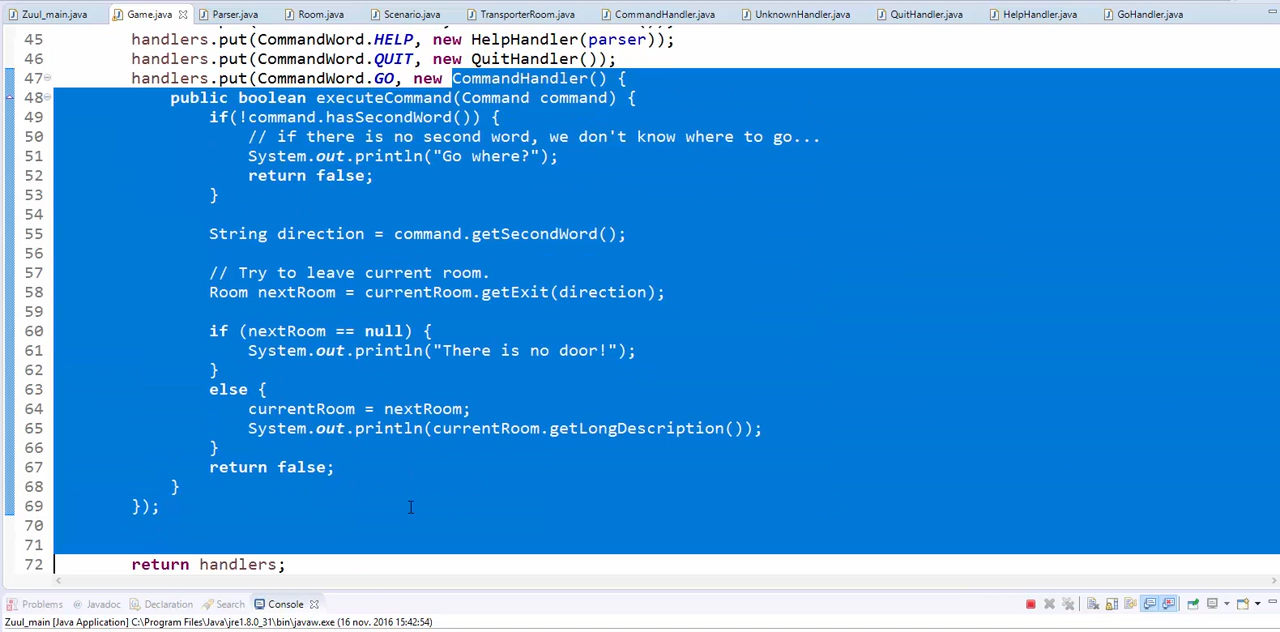 Zuul_main.java Game.java Parser.java Room.java Scenario.java TransporterRoom.java CommandHandler.java UnknownHandler.java QuitHandler.java HelpHandler.java GoHandler.java
45 handlers.put(CommandWord.HELP, new HelpHandler(parser));
46 handlers.put(CommandWord.QUIT, new QuitHandler());
47 handlers.put(CommandWord.GO, new CommandHandler() {
48 public boolean executeCommand(Command command) {
49 if(!command.hasSecondWord()) {
50 // if there is no second word, we don't know where to go...
51 System.out.println("Go where?");
52 return false;
53 }
54
55 String direction = command.getSecondWord();
56
57 // Try to leave current room.
58 Room nextRoom = currentRoom.getExit(direction);
59
60 if (nextRoom == null) {
61 System.out.println("There is no door!");
62 }
63 else {
64 currentRoom = nextRoom;
65 System.out.println(currentRoom.getLongDescription());
66 }
67 return false;
68 }
69 });
70
71
72 return handlers;
Problems Javadoc Declaration Search Console
Zuul_main [Java Application] C:\Program Files\Java\jre1.8.0_31\bin\javaw.exe (16 nov. 2016 15:42:54)